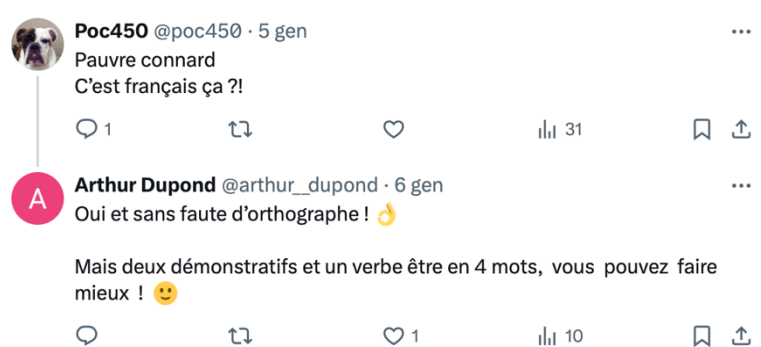 Poc450 @poc450 · 5 gen
Pauvre connard
C’est français ça ?!
1 31
Arthur Dupond @arthur__dupond · 6 gen
A
Oui et sans faute d’orthographe ! 👌
Mais deux démonstratifs et un verbe être en 4 mots, vous pouvez faire
mieux ! 🙂
1 10